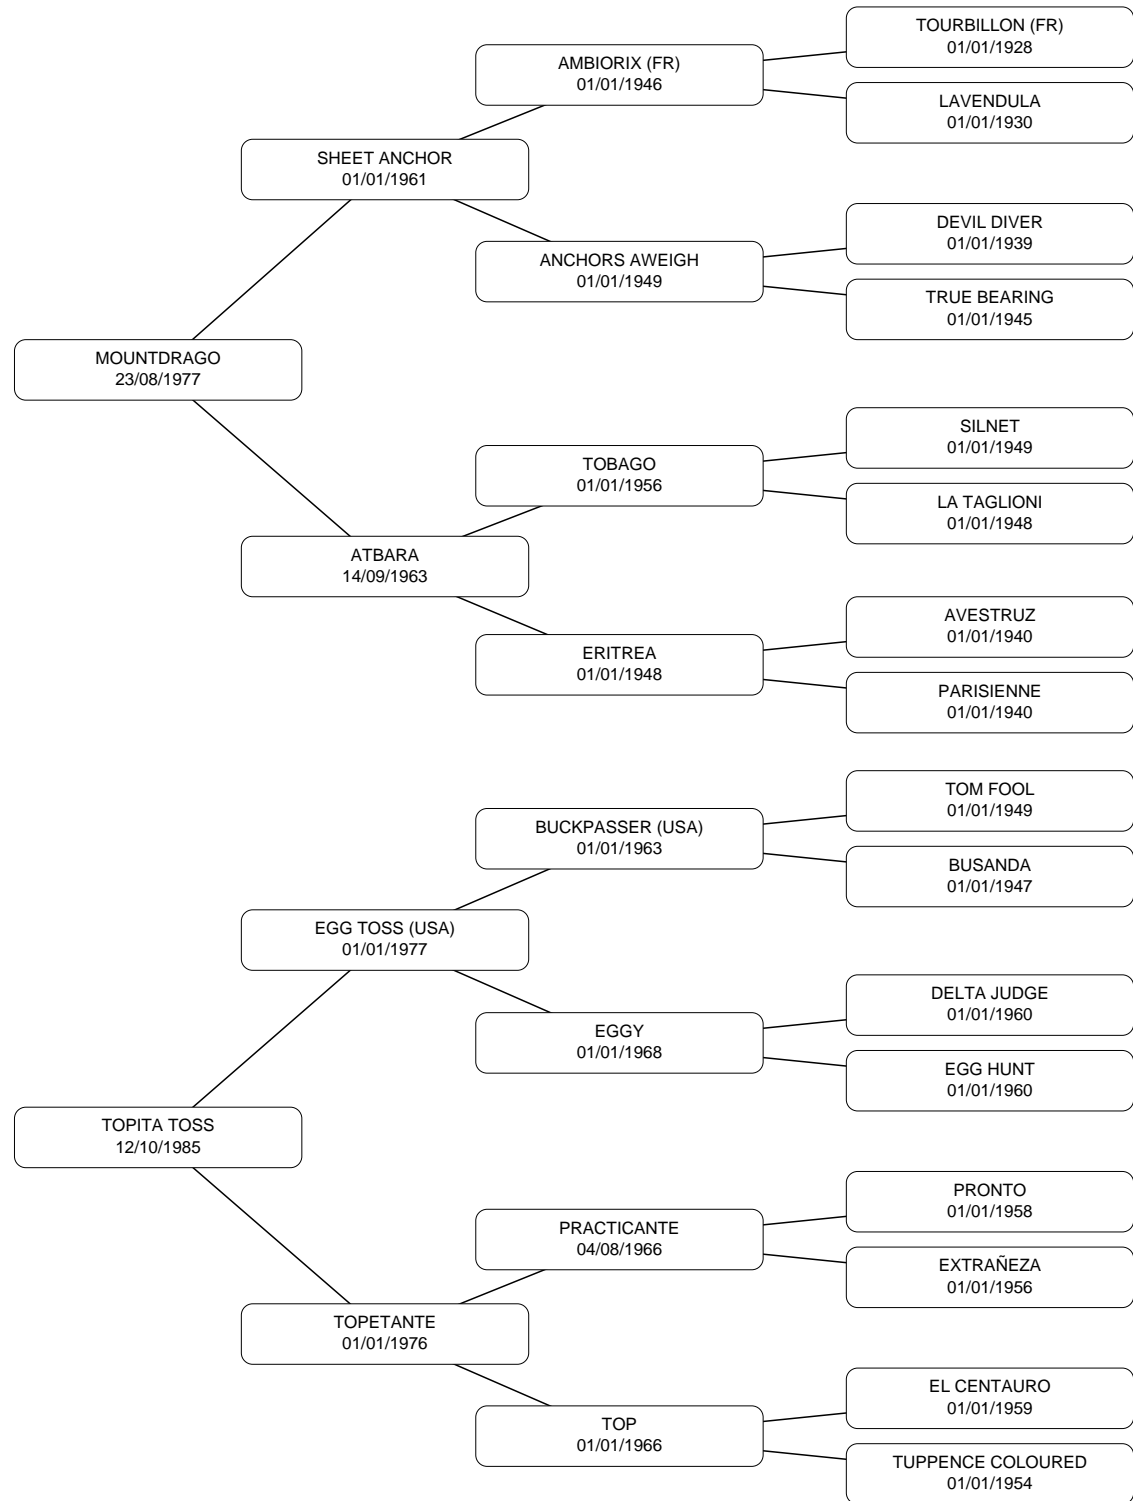 TOURBILLON (FR)
01/01/1928
AMBIORIX (FR)
01/01/1946
LAVENDULA
01/01/1930
SHEET ANCHOR
01/01/1961
DEVIL DIVER
01/01/1939
ANCHORS AWEIGH
01/01/1949
TRUE BEARING
01/01/1945
MOUNTDRAGO
23/08/1977
SILNET
01/01/1949
TOBAGO
01/01/1956
LA TAGLIONI
01/01/1948
ATBARA
14/09/1963
AVESTRUZ
01/01/1940
ERITREA
01/01/1948
PARISIENNE
01/01/1940
TOM FOOL
01/01/1949
BUCKPASSER (USA)
01/01/1963
BUSANDA
01/01/1947
EGG TOSS (USA)
01/01/1977
DELTA JUDGE
01/01/1960
EGGY
01/01/1968
EGG HUNT
01/01/1960
TOPITA TOSS
12/10/1985
PRONTO
01/01/1958
PRACTICANTE
04/08/1966
EXTRAÑEZA
01/01/1956
TOPETANTE
01/01/1976
EL CENTAURO
01/01/1959
TOP
01/01/1966
TUPPENCE COLOURED
01/01/1954